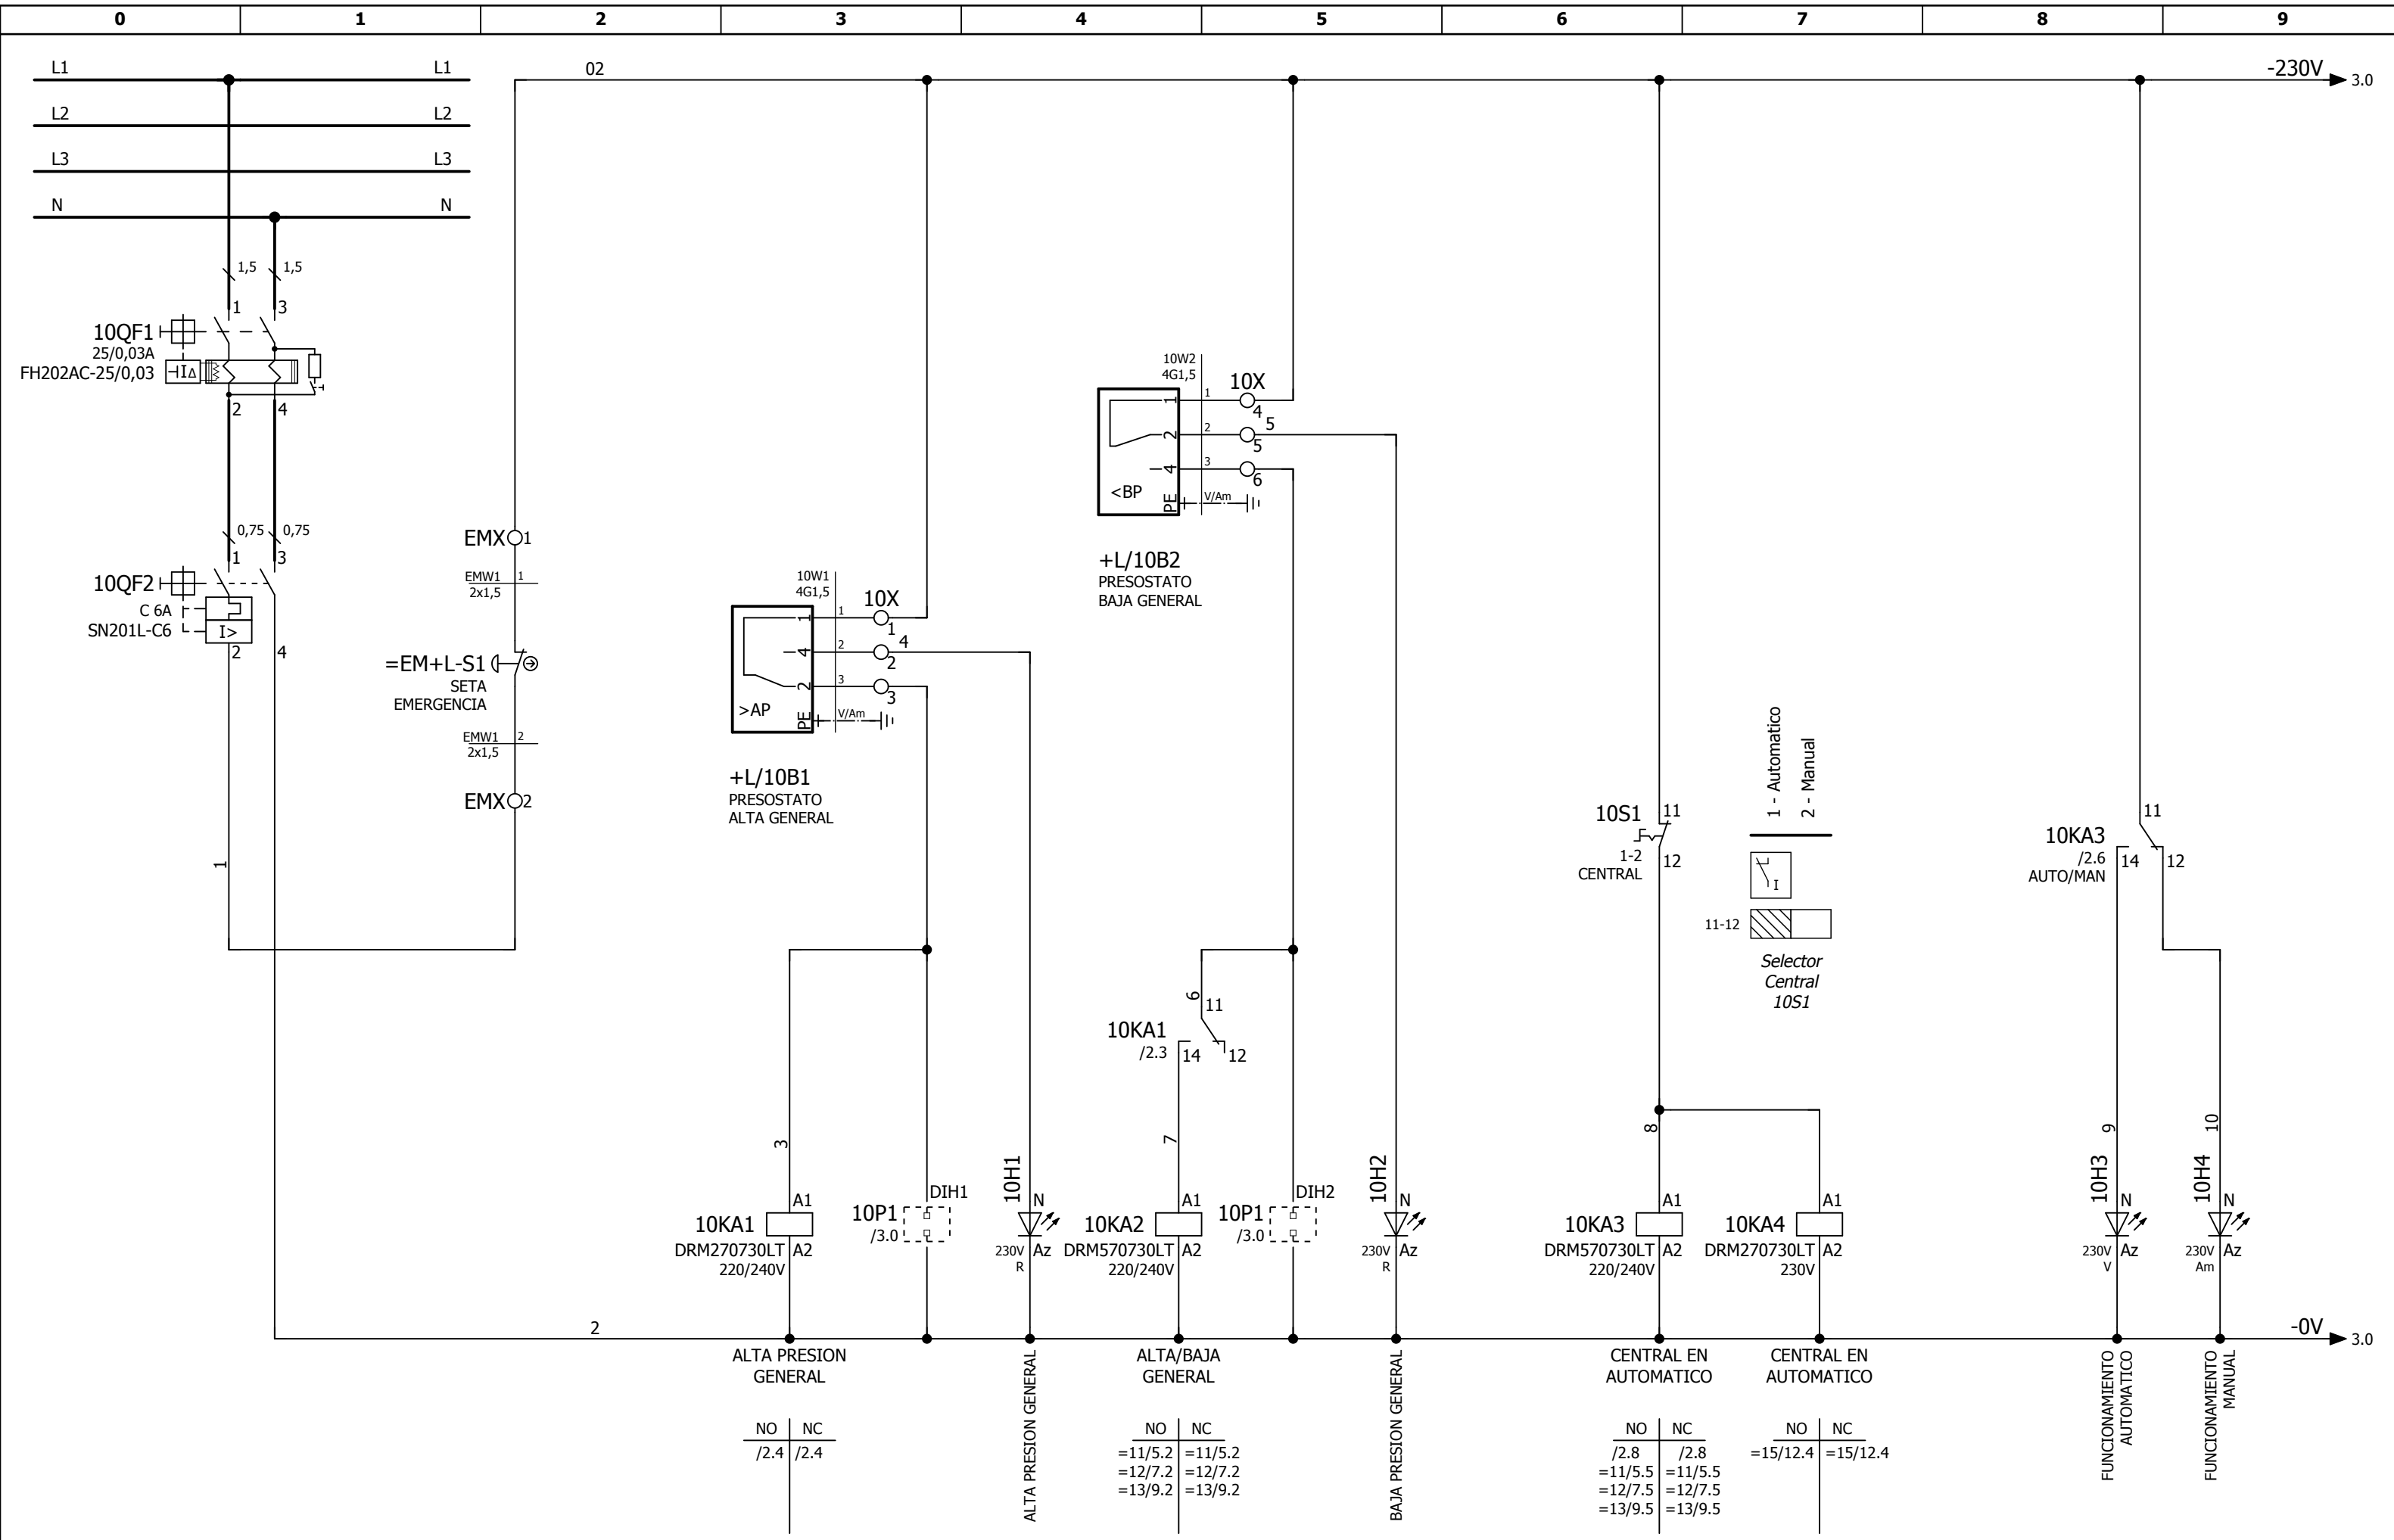 0 1 2 3 4 5 6 7 8 9
L1 L1
L2 L2
L3 L3
N N
02
-230V 3.0
1,5 1,5
1 3
10QF1
25/0,03A
FH202AC-25/0,03
I∆
2 4
0,75 0,75
1 3
10QF2
C 6A
SN201L-C6
I>
2 4
1
EMX 1
EMW1 1
2x1,5
=EM+L-S1
SETA
EMERGENCIA
EMW1 2
2x1,5
EMX 2
10W1
4G1,5
10X
1 1 1
4 2 2 4
2 3 3
>AP
PE V/Am
+L/10B1
PRESOSTATO
ALTA GENERAL
10W2
4G1,5
10X
1 1 4
2 2 5 5
4 3 6
<BP
PE V/Am
+L/10B2
PRESOSTATO
BAJA GENERAL
10S1 11
1-2 12
CENTRAL
1 - Automatico
2 - Manual
I
11-12
Selector
Central
10S1
10KA3
/2.6
AUTO/MAN
11
14 12
6
11
10KA1
/2.3
14 12
3
7
8
9
10
10KA1
DRM270730LT
220/240V
A1
A2
10P1
/3.0
DIH1
10H1
N
230V Az
R
10KA2
DRM570730LT
220/240V
A1
A2
10P1
/3.0
DIH2
10H2
N
230V Az
R
10KA3
DRM570730LT
220/240V
A1
A2
10KA4
DRM270730LT
230V
A1
A2
10H3
N
230V Az
V
10H4
N
230V Az
Am
2
-0V 3.0
ALTA PRESION
GENERAL
ALTA PRESION GENERAL
ALTA/BAJA
GENERAL
BAJA PRESION GENERAL
CENTRAL EN
AUTOMATICO
CENTRAL EN
AUTOMATICO
FUNCIONAMIENTO
AUTOMATICO
FUNCIONAMIENTO
MANUAL
NO NC
/2.4 /2.4
NO NC
=11/5.2 =11/5.2
=12/7.2 =12/7.2
=13/9.2 =13/9.2
NO NC
/2.8 /2.8
=11/5.5 =11/5.5
=12/7.5 =12/7.5
=13/9.5 =13/9.5
NO NC
=15/12.4 =15/12.4